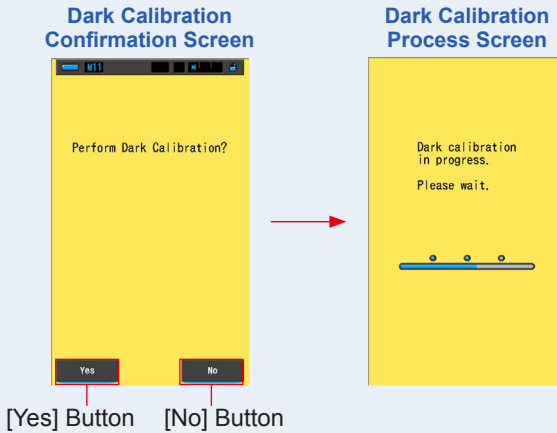 Dark Calibration
Confirmation Screen
M11
Perform Dark Calibration?
Yes
No
[Yes] Button
[No] Button
Dark Calibration
Process Screen
Dark calibration
in progress.
Please wait.